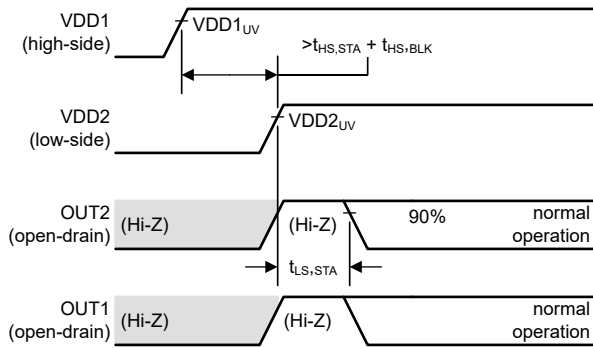 VDD1
(high-side)
VDD1UV
>tHS,STA + tHS,BLK
VDD2
(low-side)
VDD2UV
OUT2
(open-drain)
(Hi-Z)
(Hi-Z)
90%
normal
operation
tLS,STA
OUT1
(open-drain)
(Hi-Z)
(Hi-Z)
normal
operation